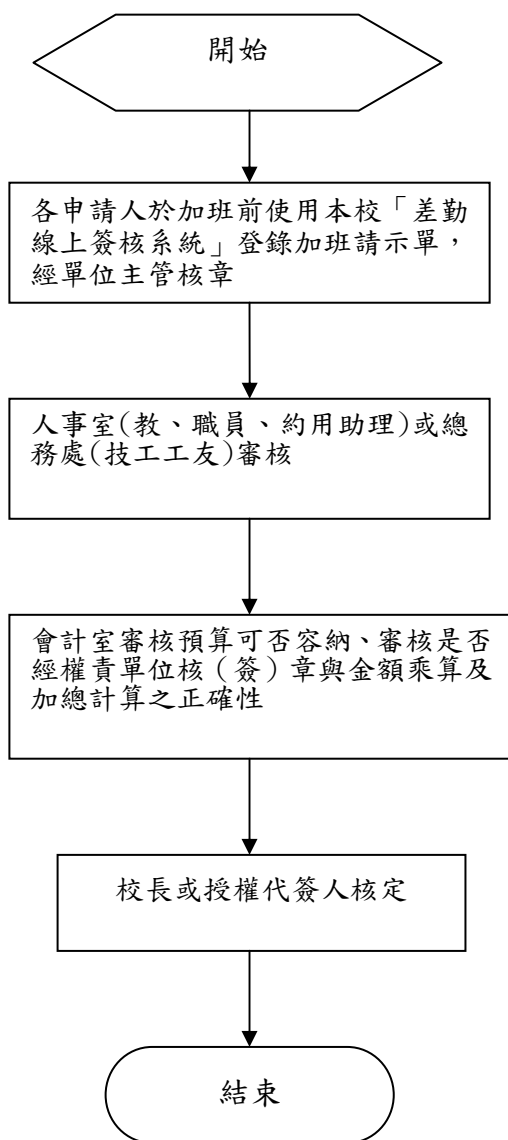 開始
各申請人於加班前使用本校「差勤
線上簽核系統」登錄加班請示單，
經單位主管核章
人事室(教、職員、約用助理)或總
務處(技工工友)審核
會計室審核預算可否容納、審核是否
經權責單位核（簽）章與金額乘算及
加總計算之正確性
校長或授權代簽人核定
結束